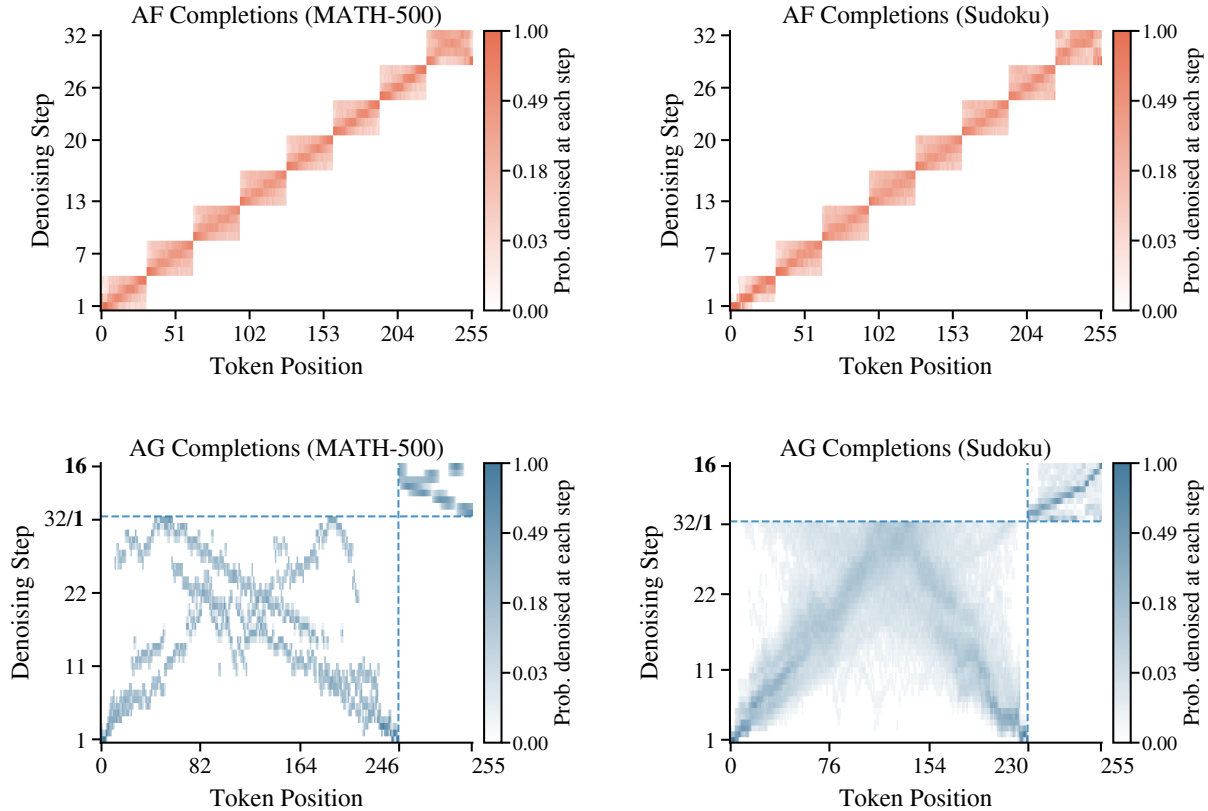 AF Completions (MATH-500)
32
26
20
13
7
1
Denoising Step
0 51 102 153 204 255
Token Position
1.00
0.49
0.18
0.03
0.00
Prob. denoised at each step
AF Completions (Sudoku)
32
26
20
13
7
1
Denoising Step
0 51 102 153 204 255
Token Position
1.00
0.49
0.18
0.03
0.00
Prob. denoised at each step
AG Completions (MATH-500)
16
32/1
22
11
1
Denoising Step
0 82 164 246 255
Token Position
1.00
0.49
0.18
0.03
0.00
Prob. denoised at each step
AG Completions (Sudoku)
16
32/1
22
11
1
Denoising Step
0 76 154 230 255
Token Position
1.00
0.49
0.18
0.03
0.00
Prob. denoised at each step